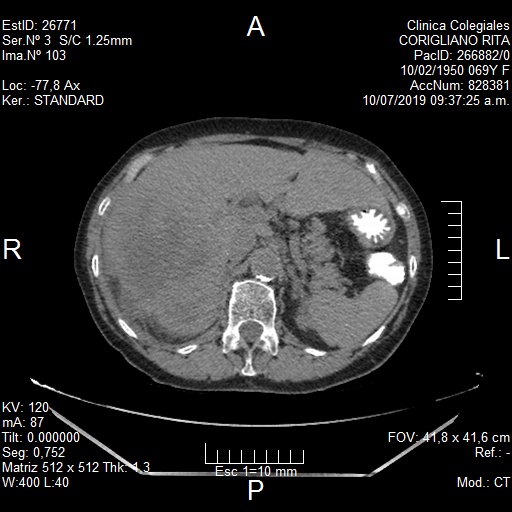 EstID: 26771
Ser.Nº 3 S/C 1.25mm
Ima.Nº 103
Loc: -77,8 Ax
Ker.: STANDARD
A
Clinica Colegiales
CORIGLIANO RITA
PacID: 266882/0
10/02/1950 069Y F
AccNum: 828381
10/07/2019 09:37:25 a.m.
R
L
KV: 120
mA: 87
Tilt: 0.000000
Seg: 0,752
Matriz 512 x 512 Thk: 1.3
W:400 L:40
Esc 1=10 mm
P
FOV: 41,8 x 41,6 cm
Ref.: -
Mod.: CT